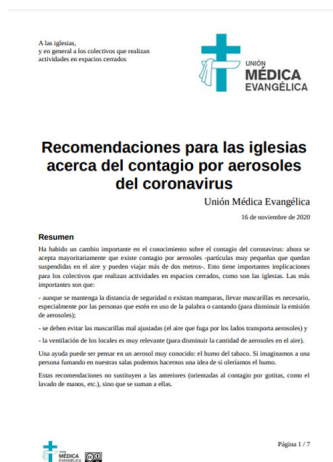 A las iglesias,
y en general a los colectivos que realizan
actividades en espacios cerrados
UNIÓN
MÉDICA
EVANGÉLICA
Recomendaciones para las iglesias
acerca del contagio por aerosoles
del coronavirus
Unión Médica Evangélica
16 de noviembre de 2020
Resumen
Ha habido un cambio importante en el conocimiento sobre el contagio del coronavirus: ahora se
acepta mayoritariamente que existe contagio por aerosoles -partículas muy pequeñas que quedan
suspendidas en el aire y pueden viajar más de dos metros-. Esto tiene importantes implicaciones
para los colectivos que realizan actividades en espacios cerrados, como son las iglesias. Las más
importantes son que:
- aunque se mantenga la distancia de seguridad o existan mamparas, llevar mascarillas es necesario,
especialmente por las personas que estén en uso de la palabra o cantando (para disminuir la emisión
de aerosoles);
- se deben evitar las mascarillas mal ajustadas (el aire que fuga por los lados transporta aerosoles) y
- la ventilación de los locales es muy relevante (para disminuir la cantidad de aerosoles en el aire).
Una ayuda puede ser pensar en un aerosol muy conocido: el humo del tabaco. Si imaginamos a una
persona fumando en nuestras salas podemos hacernos una idea de si oleríamos el humo.
Estas recomendaciones no sustituyen a las anteriores (orientadas al contagio por gotitas, como el
lavado de manos, etc.), sino que se suman a ellas.
Página 1 / 7
UNIÓN
MÉDICA
EVANGÉLICA